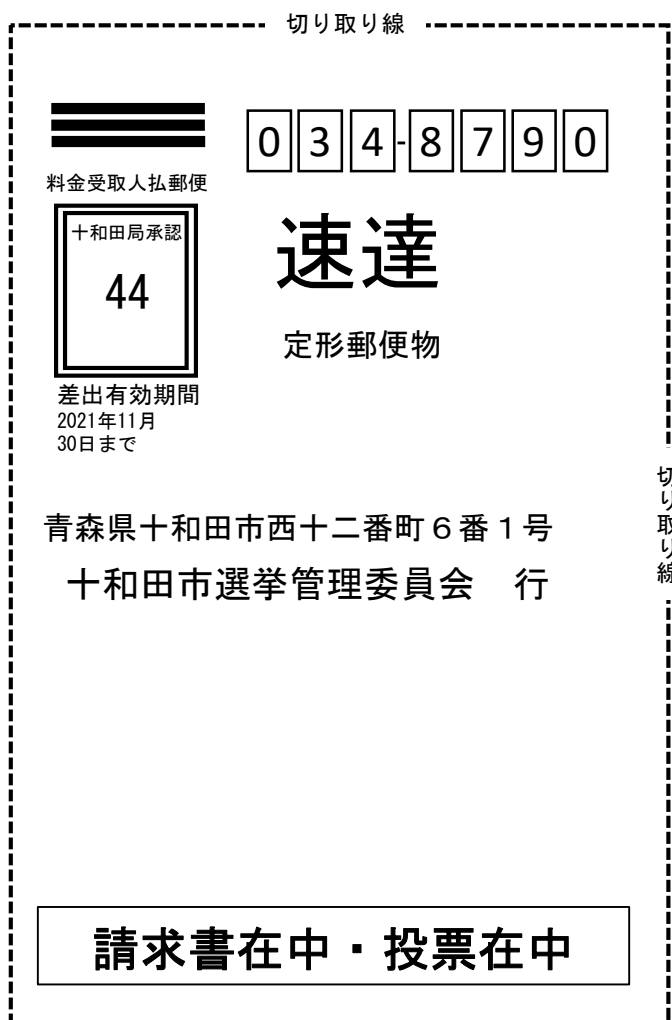 切り取り線
034-8790
料金受取人払郵便
十和田局承認
44
速達
定形郵便物
差出有効期間
2021年11月
30日まで
切り取り線
青森県十和田市西十二番町６番１号
十和田市選挙管理委員会　行
請求書在中・投票在中